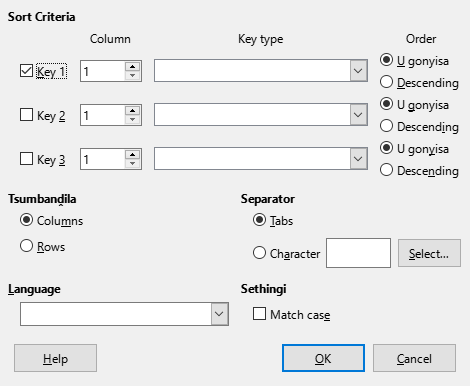 Sort Criteria
Column Key type Order
Key 1 1 U gonyisa
Descending
Key 2 1 U gonyisa
Descending
Key 3 1 U gonyisa
Descending
Tsumbandila Separator
Columns Tabs
Rows Character Select...
Language Sethingi
Match case
Help OK Cancel